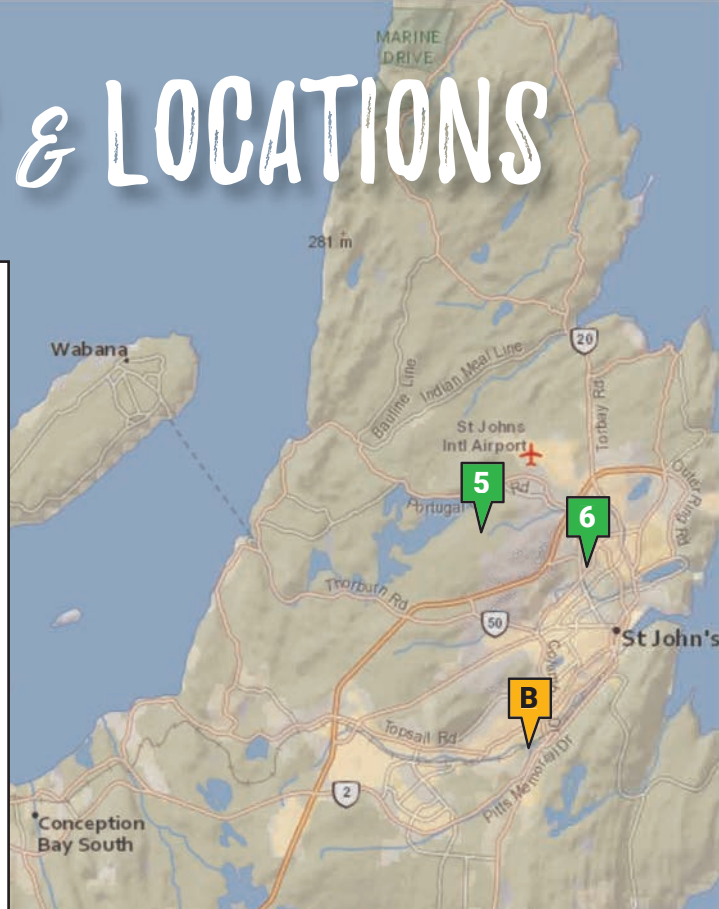 MARINE
DRIVE
& LOCATIONS
281 m
Wabana
20
Indian Meal Line
Bauline Line
Torbay Rd
St Johns
Intl Airport
5
Portugal
Rd
Outer Ring Rd
6
Thorburn Rd
50
St John's
B
Topsail Rd
Pitts Memorial Dr
2
Conception
Bay South